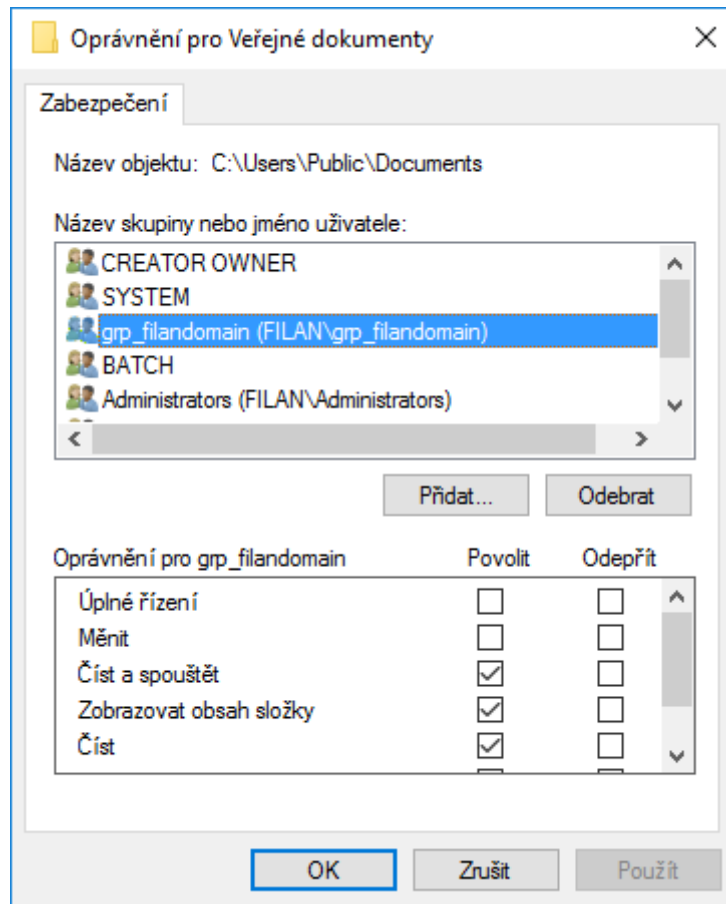 Oprávnění pro Veřejné dokumenty
Zabezpečení
Název objektu: C:\Users\Public\Documents
Název skupiny nebo jméno uživatele:
CREATOR OWNER
SYSTEM
grp_filandomain (FILAN\grp_filandomain)
BATCH
Administrators (FILAN\Administrators)
Přidat... Odebrat
Oprávnění pro grp_filandomain Povolit Odepřít
Úplné řízení
Měnit
Číst a spouštět
Zobrazovat obsah složky
Číst
OK Zrušit Použít